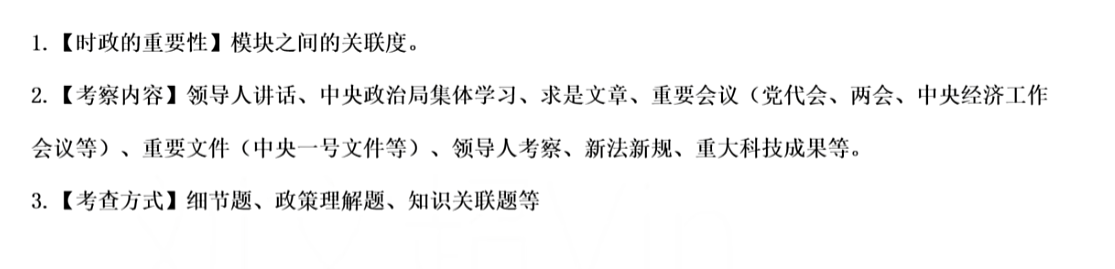 1.【时政的重要性】模块之间的关联度。
2.【考察内容】领导人讲话、中央政治局集体学习、求是文章、重要会议（党代会、两会、中央经济工作
会议等）、重要文件（中央一号文件等）、领导人考察、新法新规、重大科技成果等。
3.【考查方式】细节题、政策理解题、知识关联题等